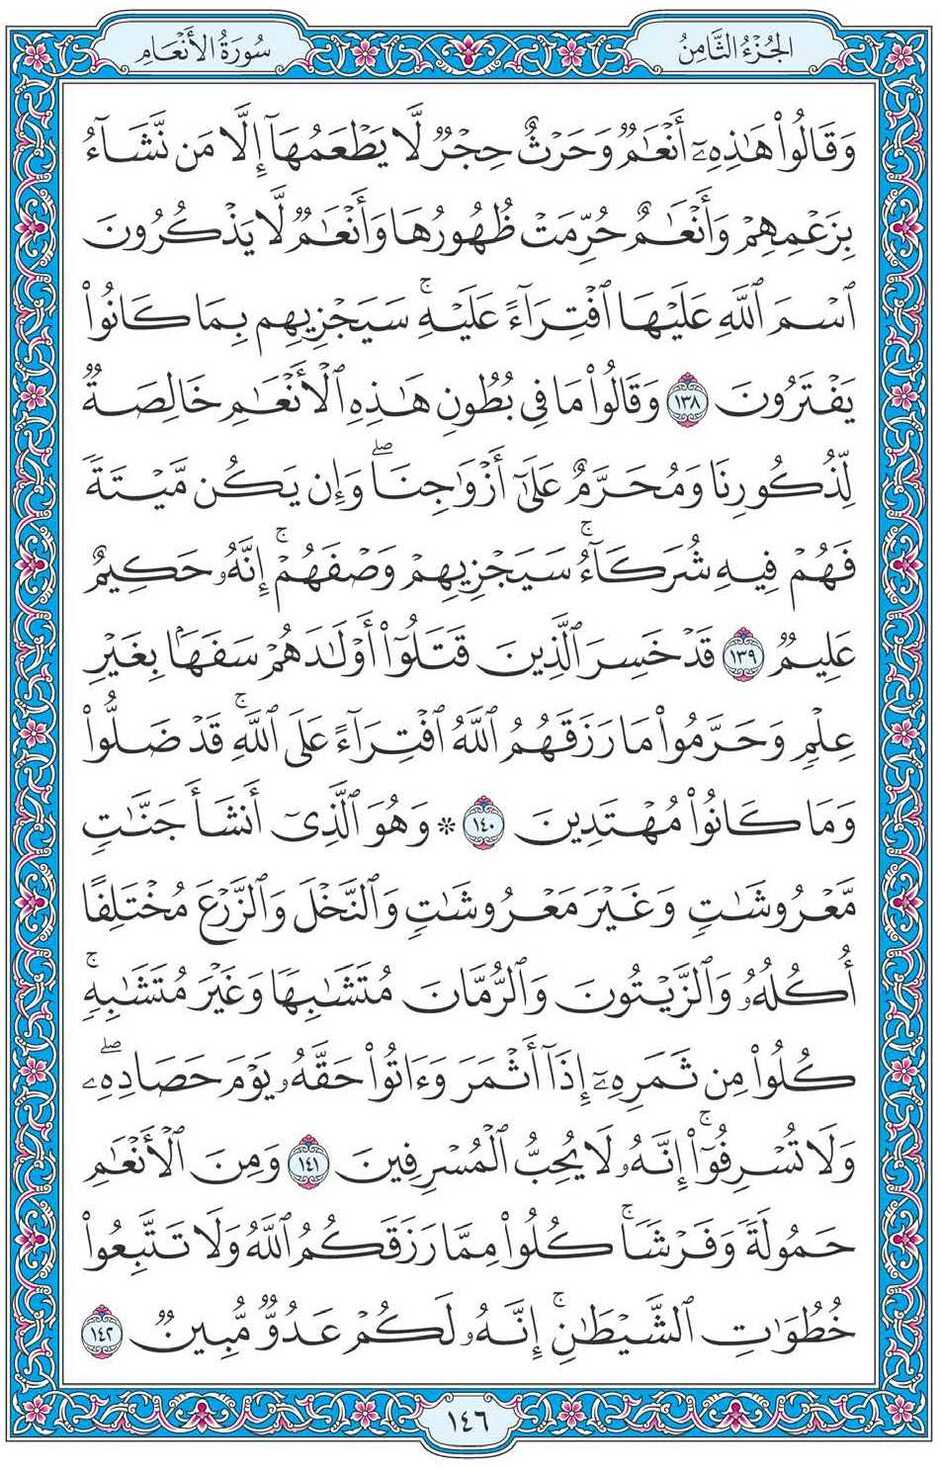 الجُزْءُ الثَّامِنُ
سُورَةُ الأَنْعَامِ
وَقَالُوا۟ هَٰذِهِۦٓ أَنْعَٰمٌ وَحَرْثٌ حِجْرٌ لَّا يَطْعَمُهَآ إِلَّا مَن نَّشَآءُ
بِزَعْمِهِمْ وَأَنْعَٰمٌ حُرِّمَتْ ظُهُورُهَا وَأَنْعَٰمٌ لَّا يَذْكُرُونَ
ٱسْمَ ٱللَّهِ عَلَيْهَا ٱفْتِرَآءً عَلَيْهِ ۚ سَيَجْزِيهِم بِمَا كَانُوا۟
يَفْتَرُونَ ١٣٨ وَقَالُوا۟ مَا فِى بُطُونِ هَٰذِهِ ٱلْأَنْعَٰمِ خَالِصَةٌ
لِّذُكُورِنَا وَمُحَرَّمٌ عَلَىٰٓ أَزْوَٰجِنَا ۖ وَإِن يَكُن مَّيْتَةً
فَهُمْ فِيهِ شُرَكَآءُ ۚ سَيَجْزِيهِمْ وَصْفَهُمْ ۚ إِنَّهُۥ حَكِيمٌ
عَلِيمٌ ١٣٩ قَدْ خَسِرَ ٱلَّذِينَ قَتَلُوٓا۟ أَوْلَٰدَهُمْ سَفَهًۢا بِغَيْرِ
عِلْمٍ وَحَرَّمُوا۟ مَا رَزَقَهُمُ ٱللَّهُ ٱفْتِرَآءً عَلَى ٱللَّهِ ۚ قَدْ ضَلُّوا۟
وَمَا كَانُوا۟ مُهْتَدِينَ ١٤٠ ۞ وَهُوَ ٱلَّذِىٓ أَنشَأَ جَنَّٰتٍ
مَّعْرُوشَٰتٍ وَغَيْرَ مَعْرُوشَٰتٍ وَٱلنَّخْلَ وَٱلزَّرْعَ مُخْتَلِفًا
أُكُلُهُۥ وَٱلزَّيْتُونَ وَٱلرُّمَّانَ مُتَشَٰبِهًا وَغَيْرَ مُتَشَٰبِهٍ ۚ
كُلُوا۟ مِن ثَمَرِهِۦٓ إِذَآ أَثْمَرَ وَءَاتُوا۟ حَقَّهُۥ يَوْمَ حَصَادِهِۦ ۖ
وَلَا تُسْرِفُوٓا۟ ۚ إِنَّهُۥ لَا يُحِبُّ ٱلْمُسْرِفِينَ ١٤١ وَمِنَ ٱلْأَنْعَٰمِ
حَمُولَةً وَفَرْشًا ۚ كُلُوا۟ مِمَّا رَزَقَكُمُ ٱللَّهُ وَلَا تَتَّبِعُوا۟
خُطُوَٰتِ ٱلشَّيْطَٰنِ ۚ إِنَّهُۥ لَكُمْ عَدُوٌّ مُّبِينٌ ١٤٢
١٤٦